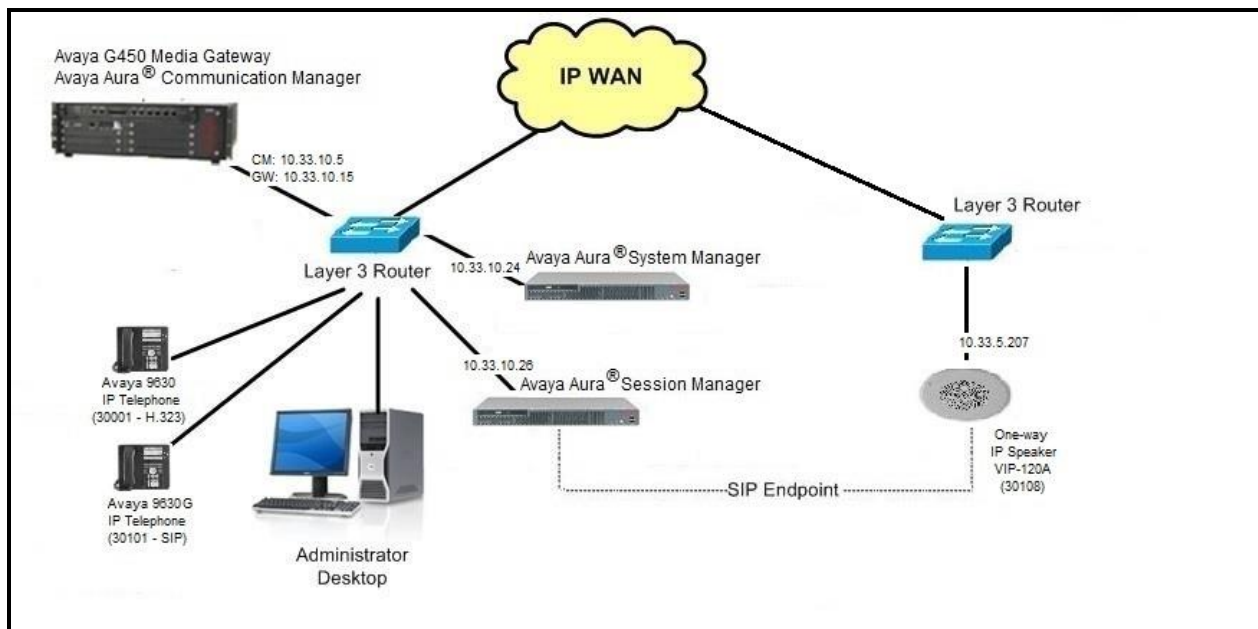 Avaya G450 Media Gateway
Avaya Aura® Communication Manager
IP WAN
CM: 10.33.10.5
GW: 10.33.10.15
Layer 3 Router
Layer 3 Router
10.33.10.24
Avaya Aura®System Manager
10.33.5.207
10.33.10.26
Avaya Aura®Session Manager
Avaya 9630
IP Telephone
(30001 - H.323)
One-way
IP Speaker
VIP-120A
(30108)
SIP Endpoint
Avaya 9630G
IP Telephone
(30101 - SIP)
Administrator
Desktop